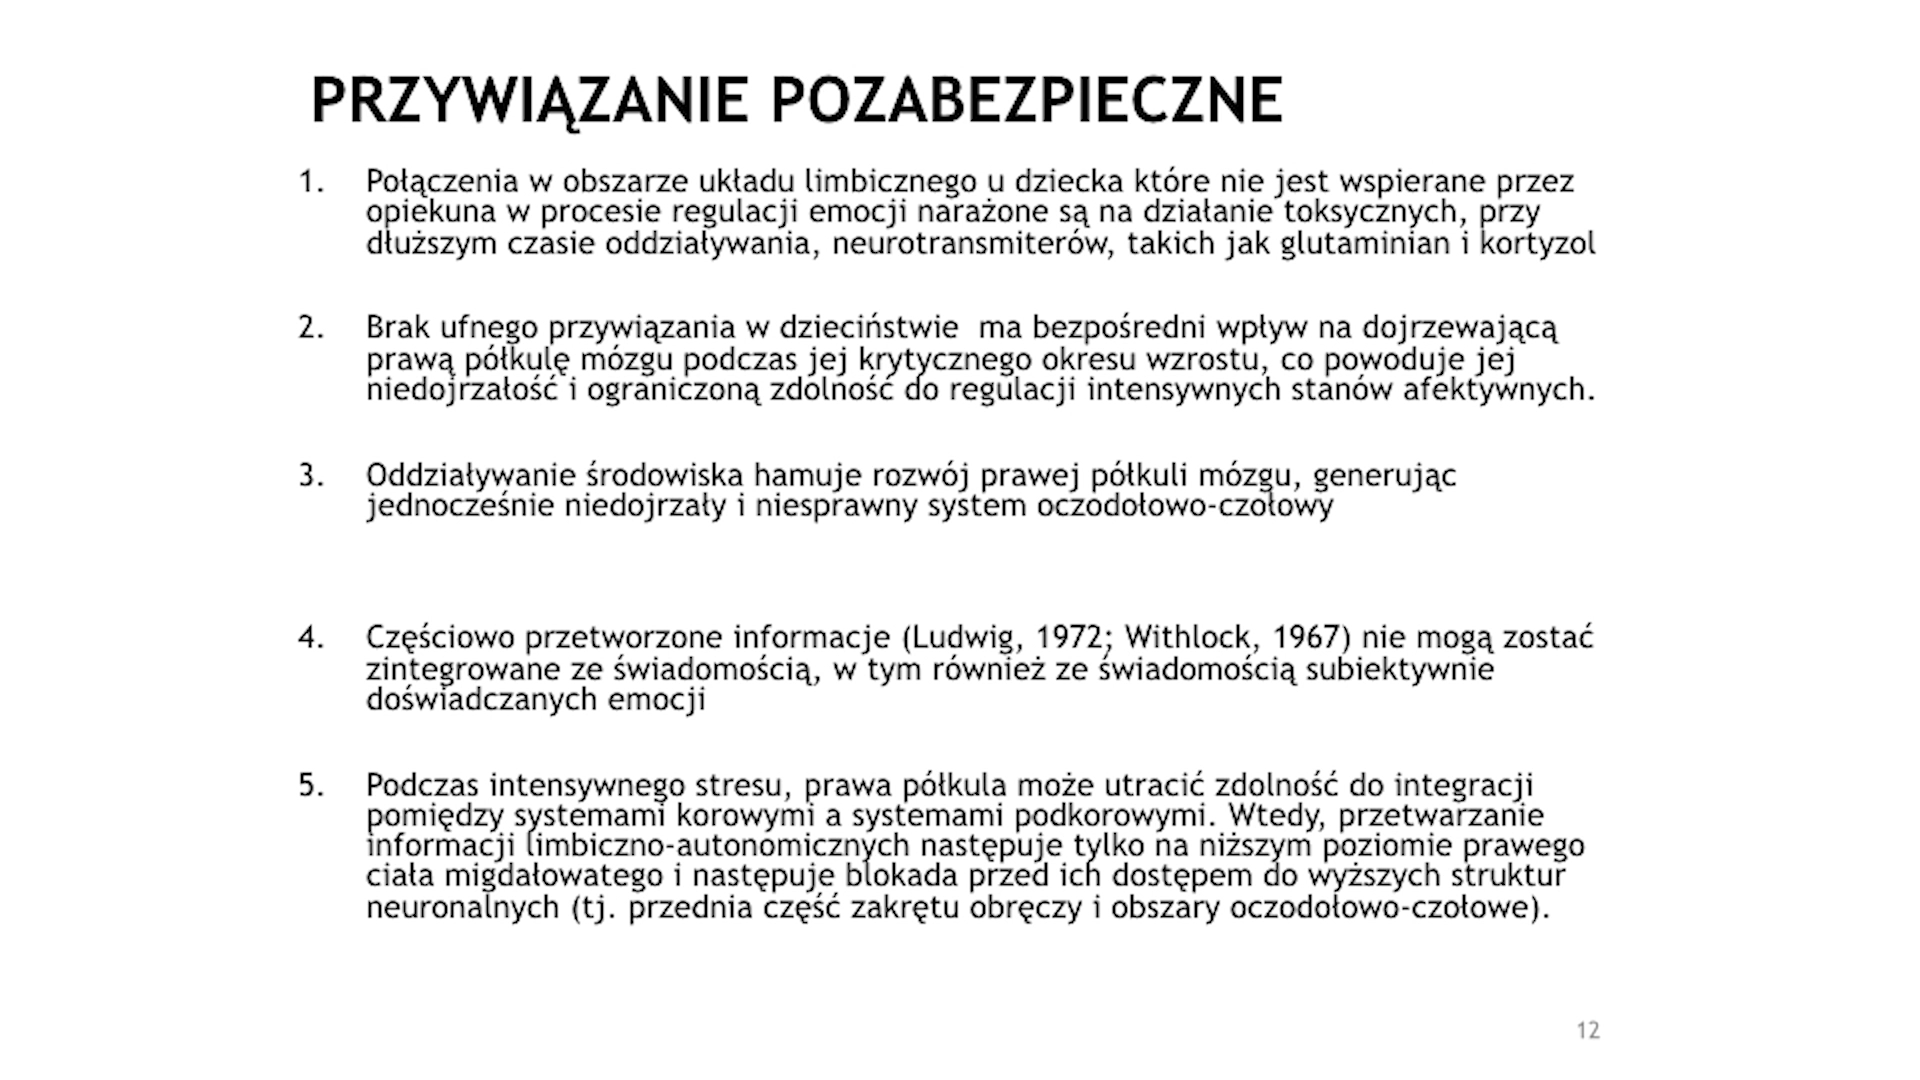 PRZYWIĄZANIE POZABEZPIECZNE
1. Połączenia w obszarze układu limbicznego u dziecka które nie jest wspierane przez
opiekuna w procesie regulacji emocji narażone są na działanie toksycznych, przy
dłuższym czasie oddziaływania, neurotransmiterów, takich jak glutaminian i kortyzol
2. Brak ufnego przywiązania w dzieciństwie  ma bezpośredni wpływ na dojrzewającą
prawą półkulę mózgu podczas jej krytycznego okresu wzrostu, co powoduje jej
niedojrzałość i ograniczoną zdolność do regulacji intensywnych stanów afektywnych.
3. Oddziaływanie środowiska hamuje rozwój prawej półkuli mózgu, generując
jednocześnie niedojrzały i niesprawny system oczodołowo-czołowy
4. Częściowo przetworzone informacje (Ludwig, 1972; Withlock, 1967) nie mogą zostać
zintegrowane ze świadomością, w tym również ze świadomością subiektywnie
doświadczanych emocji
5. Podczas intensywnego stresu, prawa półkula może utracić zdolność do integracji
pomiędzy systemami korowymi a systemami podkorowymi. Wtedy, przetwarzanie
informacji limbiczno-autonomicznych następuje tylko na niższym poziomie prawego
ciała migdałowatego i następuje blokada przed ich dostępem do wyższych struktur
neuronalnych (tj. przednia część zakrętu obręczy i obszary oczodołowo-czołowe).
12